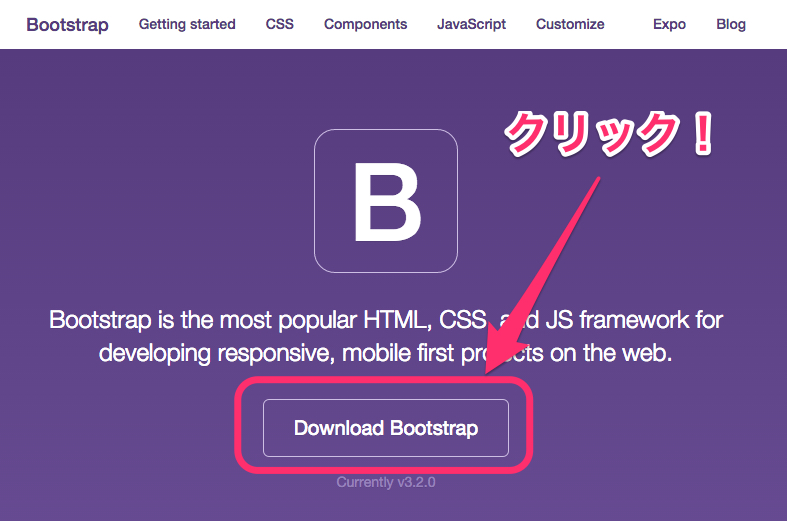 Bootstrap Getting started CSS Components JavaScript Customize Expo Blog
クリック！
B
Bootstrap is the most popular HTML, CSS, and JS framework for
developing responsive, mobile first projects on the web.
Download Bootstrap
Currently v3.2.0